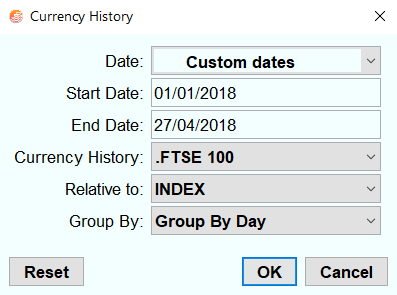 Currency History
Date: Custom dates
Start Date: 01/01/2018
End Date: 27/04/2018
Currency History: .FTSE 100
Relative to: INDEX
Group By: Group By Day
Reset OK Cancel